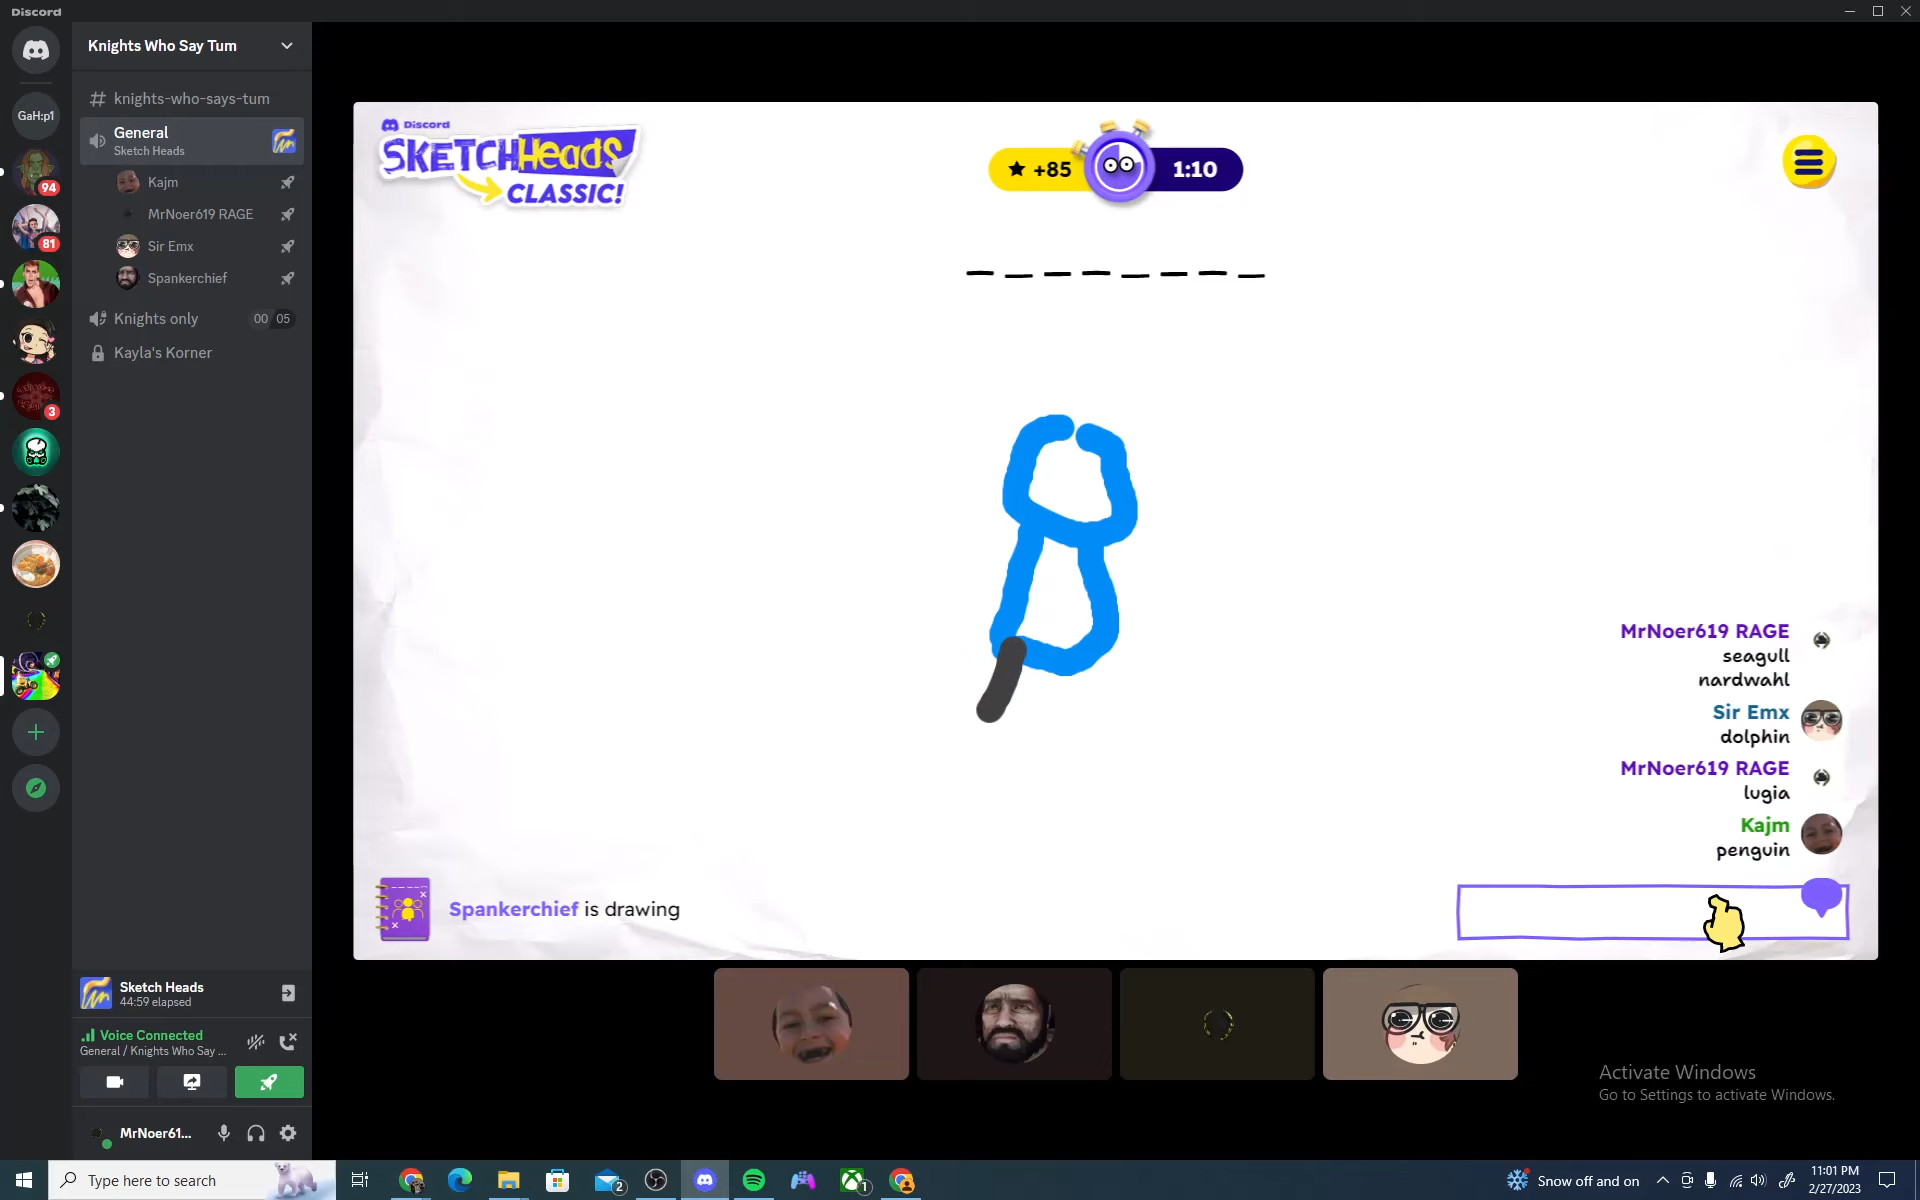 Discord
Knights Who Say Tum
knights-who-says-tum
General
Sketch Heads
Kajm
MrNoer619 RAGE
Sir Emx
Spankerchief
Knights only 00 05
Kayla's Korner
GaH:p1
94
81
3
Discord
SKETCHHeadS
CLASSIC!
+85
1:10
MrNoer619 RAGE
seagull
nardwahl
Sir Emx
dolphin
MrNoer619 RAGE
lugia
Kajm
penguin
Spankerchief is drawing
Sketch Heads
44:59 elapsed
Voice Connected
General / Knights Who Say ...
MrNoer61...
Activate Windows
Go to Settings to activate Windows.
Type here to search
2
1
Snow off and on
11:01 PM
2/27/2023